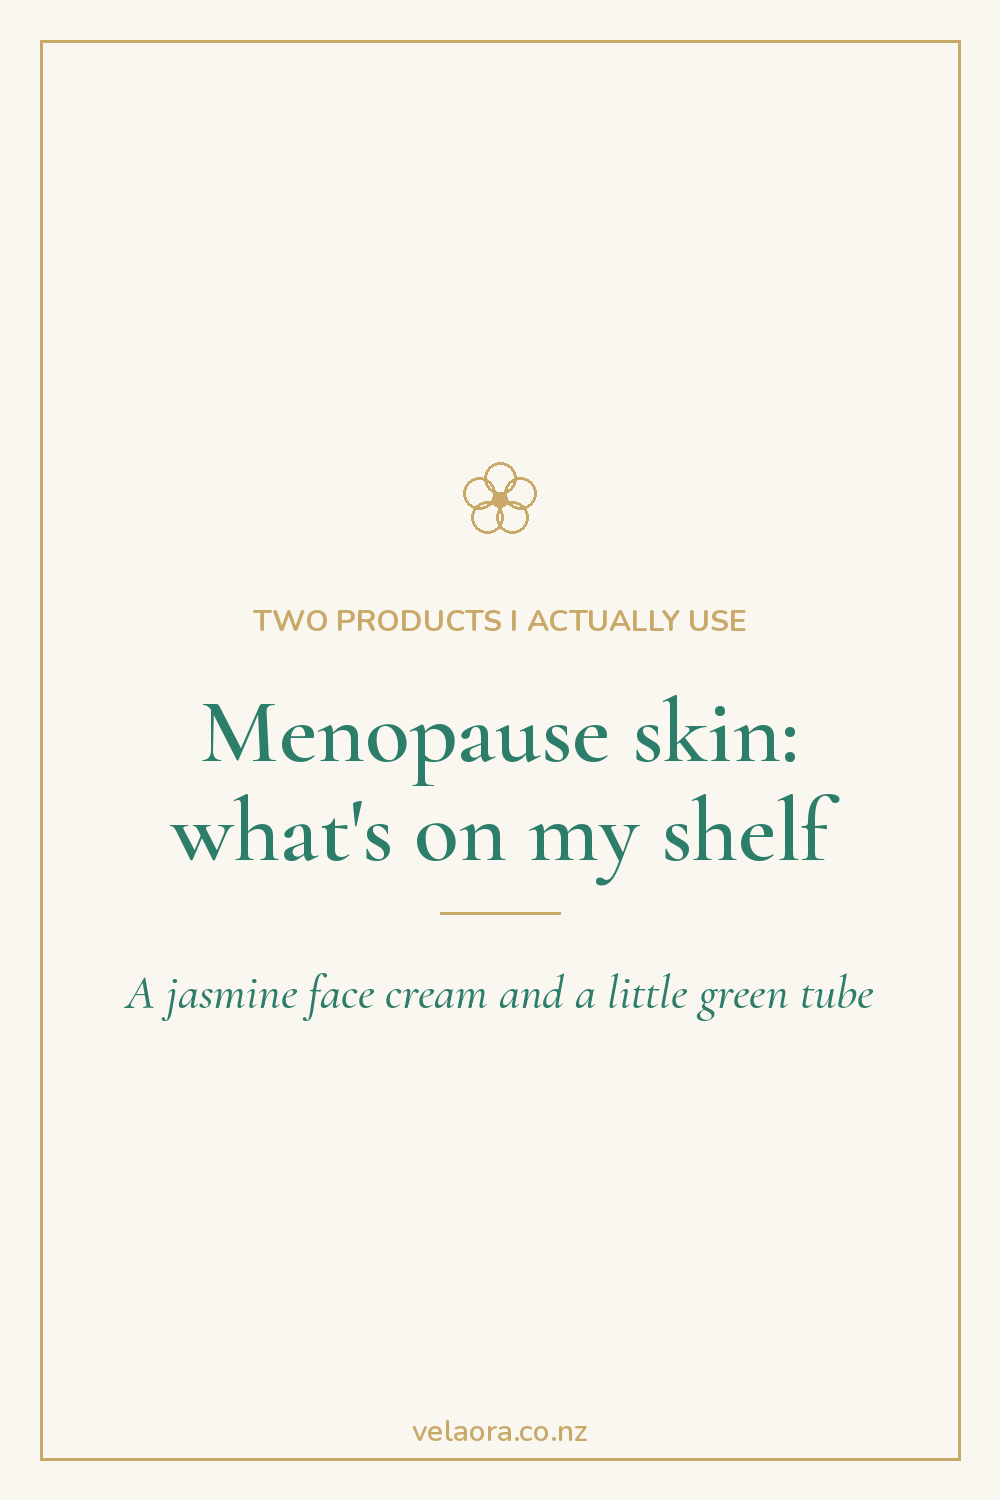 TWO PRODUCTS I ACTUALLY USE
Menopause skin:
what's on my shelf
A jasmine face cream and a little green tube
velaora.co.nz